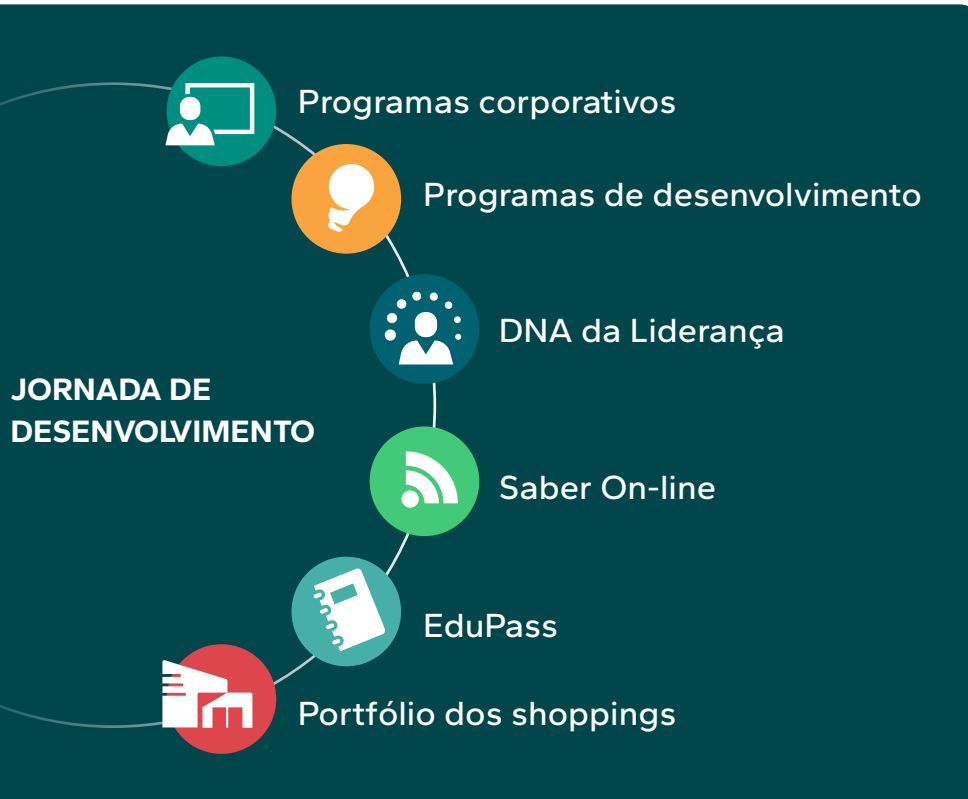 Programas corporativos
Programas de desenvolvimento
DNA da Liderança
JORNADA DE
DESENVOLVIMENTO
Saber On-line
EduPass
Portfólio dos shoppings